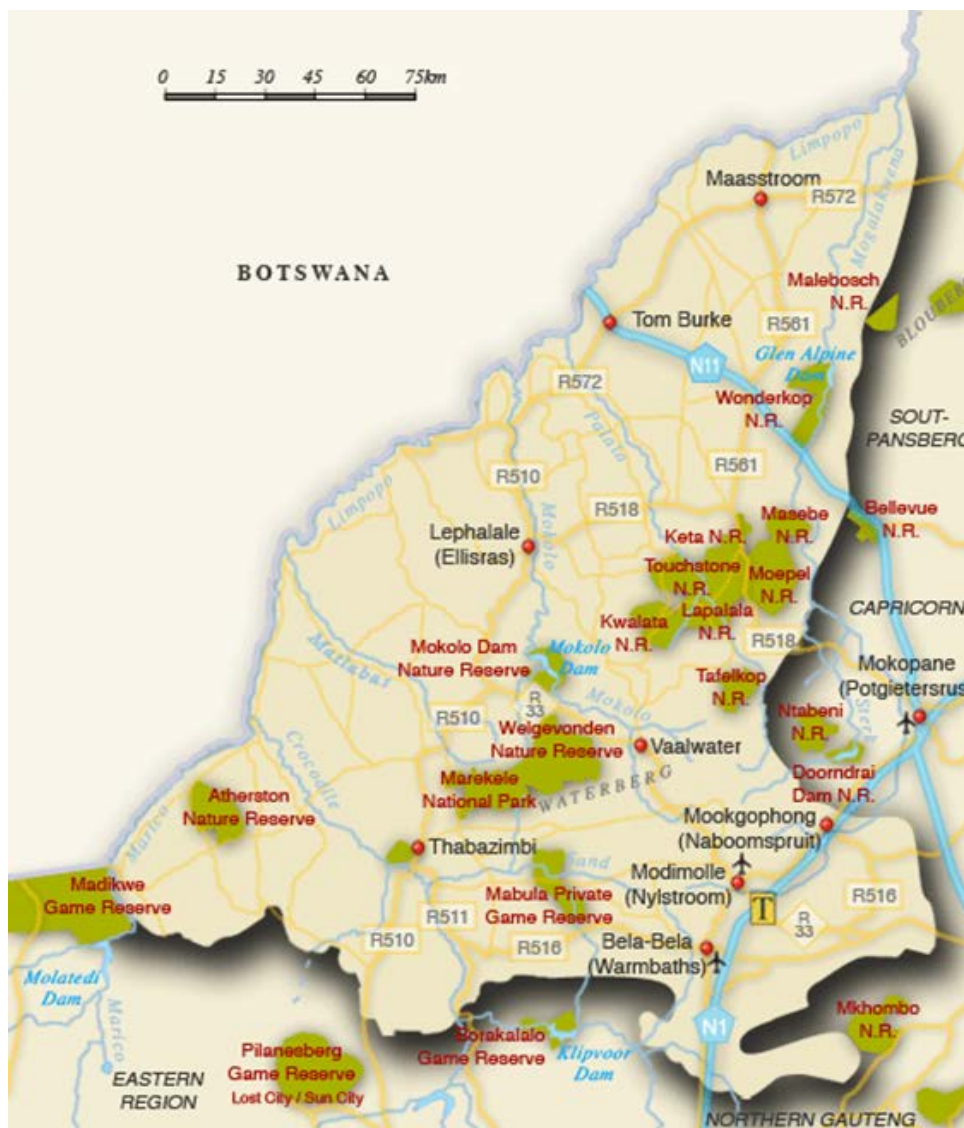 0 15 30 45 60 75km
Limpopo
Maasstroom
R572
Mogalakwena
BOTSWANA
Malebosch
N.R.
BLOUBERG
Tom Burke
R561
N11
Glen Alpine
Dam
R572
Wonderkop
N.R.
SOUT-
PANSBERG
Palala
R510
R561
Limpopo
Mokolo
R518
Masebe
N.R.
Bellevue
N.R.
Lephalale
(Ellisras)
Keta N.R.
Touchstone
N.R.
Moepel
N.R.
Kwalata
N.R.
Lapalala
N.R.
CAPRICORN
R518
Matlabas
Mokolo Dam
Nature Reserve
Mokolo
Dam
Mokopane
(Potgietersrus
Tafelkop
N.R.
R
33
Mokolo
R510
Ntabeni
N.R.
Sterk
Crocodile
Welgevonden
Nature Reserve
Vaalwater
Marekele
National Park
WATERBERG
Doorndrai
Dam N.R.
Atherston
Nature Reserve
Marico
Mookgophong
(Naboomspruit)
Thabazimbi
Sand
Modimolle
(Nylstroom)
Madikwe
Game Reserve
Mabula Private
Game Reserve
R516
R511
T
R
33
R510
R516
Bela-Bela
(Warmbaths)
Molatedi
Dam
Marico
Mkhombo
N.R.
N1
Borakalalo
Game Reserve
Klipvoor
Dam
Pilanesberg
Game Reserve
Lost City / Sun City
EASTERN
REGION
NORTHERN GAUTENG